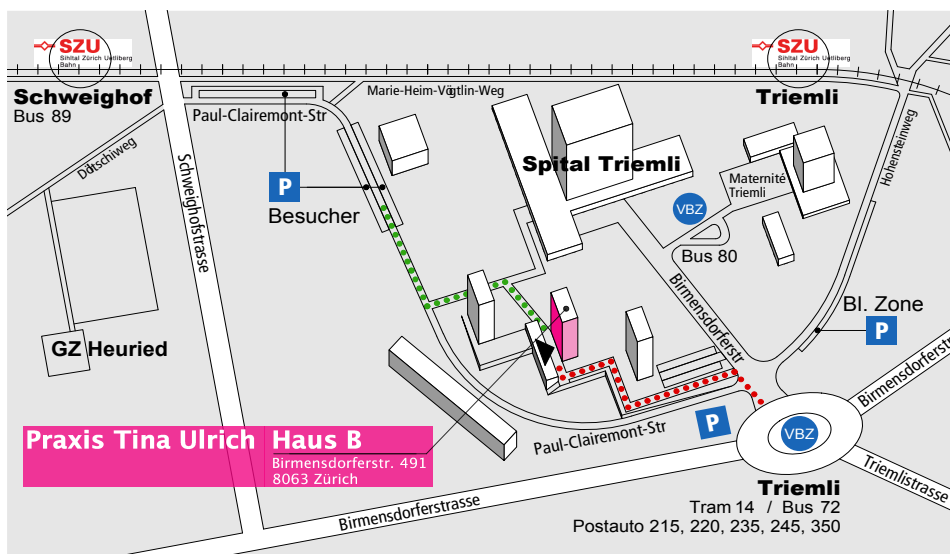 SZU
Sihltal Zürich Uetliberg
Bahn
Schweighof
Bus 89
SZU
Sihltal Zürich Uetliberg
Bahn
Triemli
Marie-Heim-Vögtlin-Weg
Paul-Clairemont-Str
Dötschiweg
Schweighofstrasse
P
Besucher
Spital Triemli
Maternité
Triemli
Hohensteinweg
VBZ
Bus 80
Birmensdorferstr
Bl. Zone
P
GZ Heuried
Birmensdorferstr
Praxis Tina Ulrich
Haus B
Birmensdorferstr. 491
8063 Zürich
Paul-Clairemont-Str
P
VBZ
Triemlistrasse
Birmensdorferstrasse
Triemli
Tram 14 / Bus 72
Postauto 215, 220, 235, 245, 350